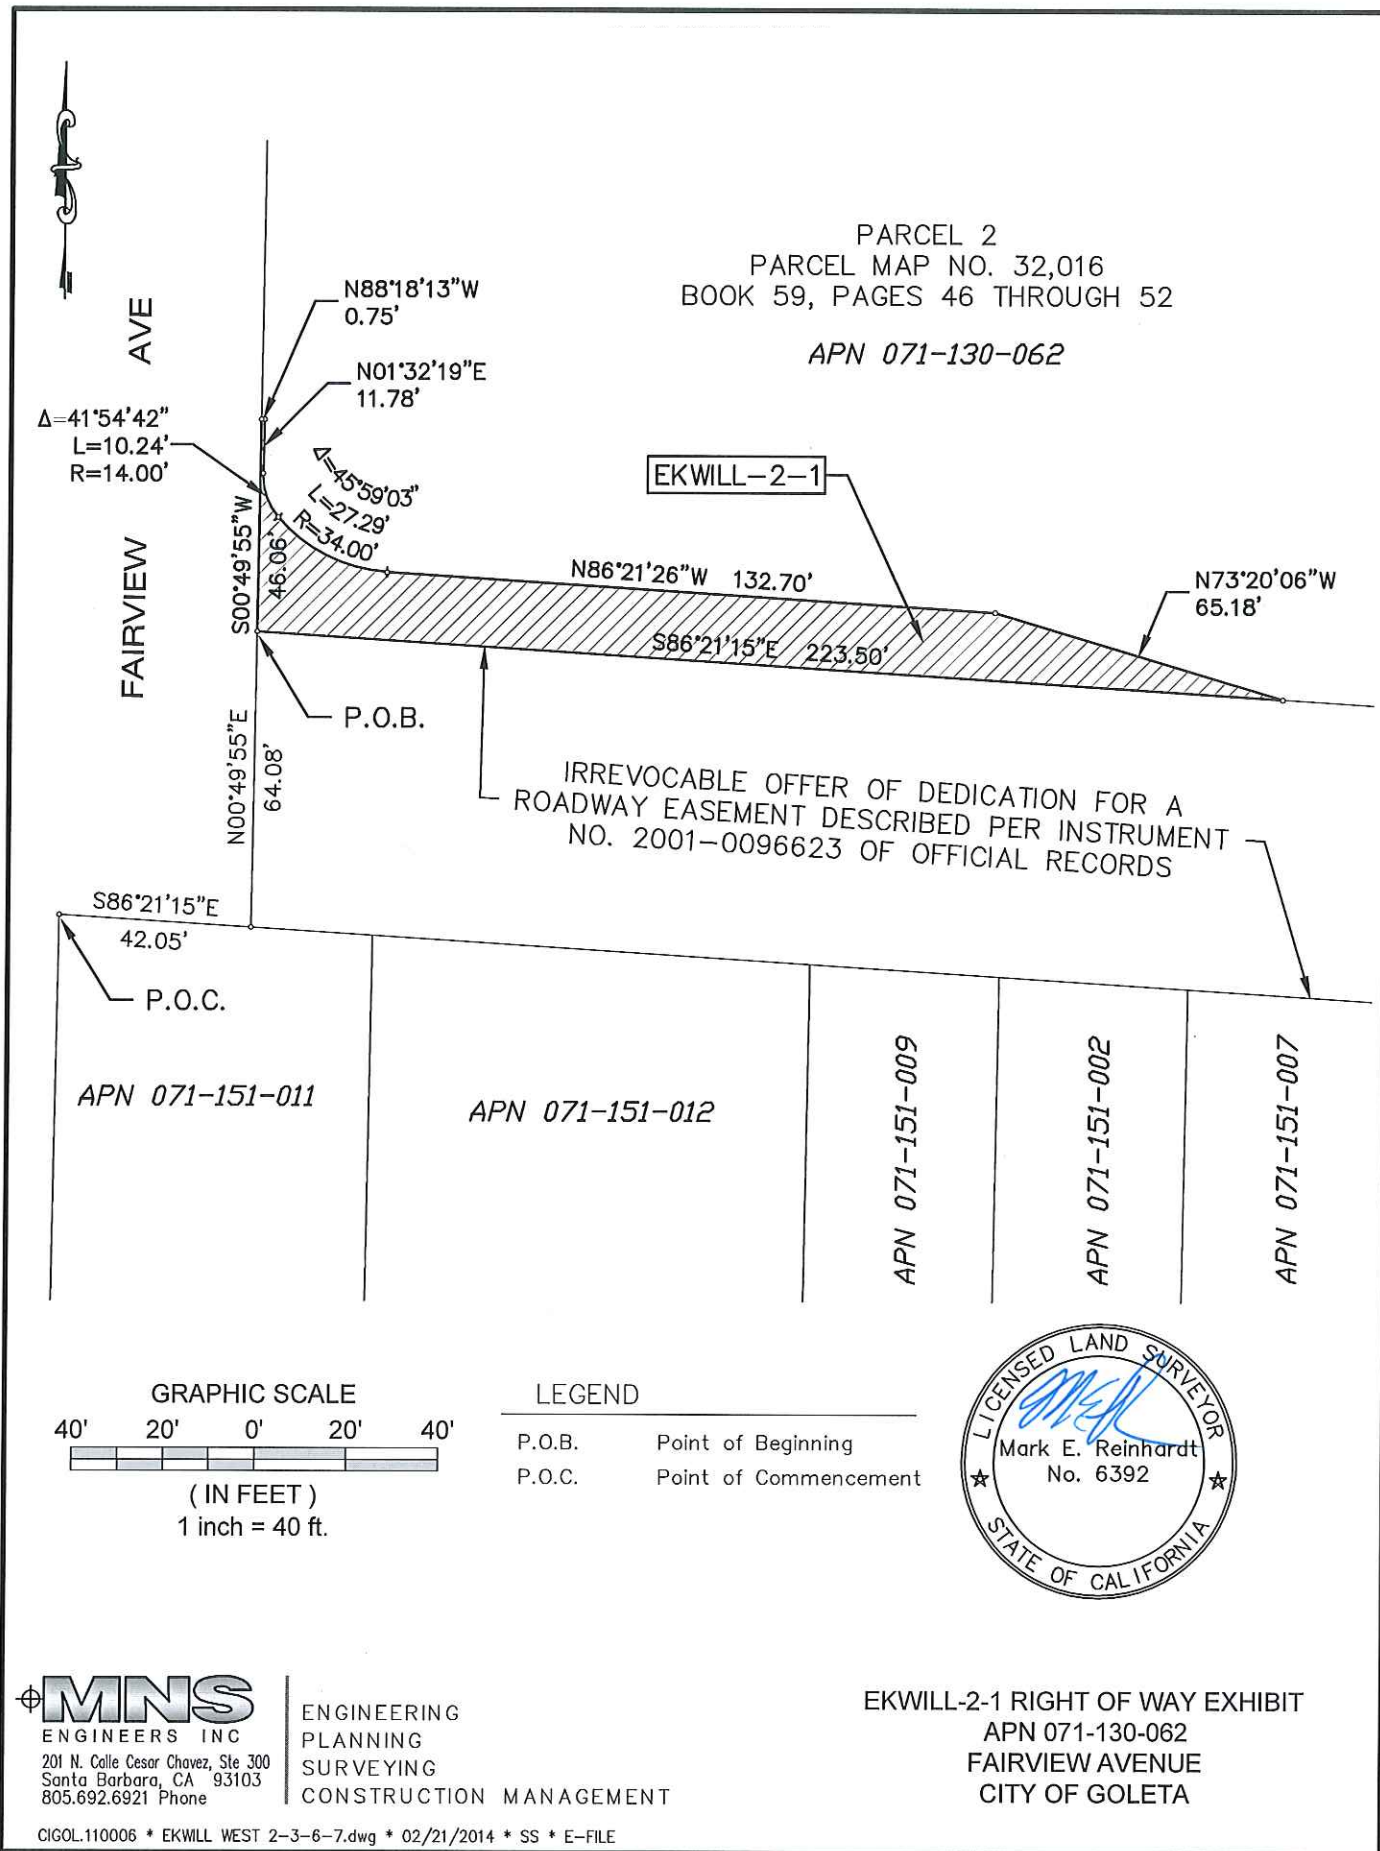 PARCEL 2
PARCEL MAP NO. 32,016
BOOK 59, PAGES 46 THROUGH 52
APN 071-130-062
FAIRVIEW AVE
N88°18'13"W
0.75'
N01°32'19"E
11.78'
Δ=41°54'42"
L=10.24'
R=14.00'
Δ=45°59'03"
L=27.29'
R=34.00'
S00°49'55"W
46.06'
EKWILL-2-1
N86°21'26"W 132.70'
N73°20'06"W
65.18'
S86°21'15"E 223.50'
P.O.B.
N00°49'55"E
64.08'
IRREVOCABLE OFFER OF DEDICATION FOR A
ROADWAY EASEMENT DESCRIBED PER INSTRUMENT
NO. 2001-0096623 OF OFFICIAL RECORDS
S86°21'15"E
42.05'
P.O.C.
APN 071-151-011
APN 071-151-012
APN 071-151-009
APN 071-151-002
APN 071-151-007
GRAPHIC SCALE
40' 20' 0' 20' 40'
( IN FEET )
1 inch = 40 ft.
LEGEND
P.O.B. Point of Beginning
P.O.C. Point of Commencement
LICENSED LAND SURVEYOR
Mark E. Reinhardt
No. 6392
STATE OF CALIFORNIA
MNS
ENGINEERS INC
201 N. Calle Cesar Chavez, Ste 300
Santa Barbara, CA 93103
805.692.6921 Phone
ENGINEERING
PLANNING
SURVEYING
CONSTRUCTION MANAGEMENT
EKWILL-2-1 RIGHT OF WAY EXHIBIT
APN 071-130-062
FAIRVIEW AVENUE
CITY OF GOLETA
CIGOL.110006 * EKWILL WEST 2-3-6-7.dwg * 02/21/2014 * SS * E-FILE